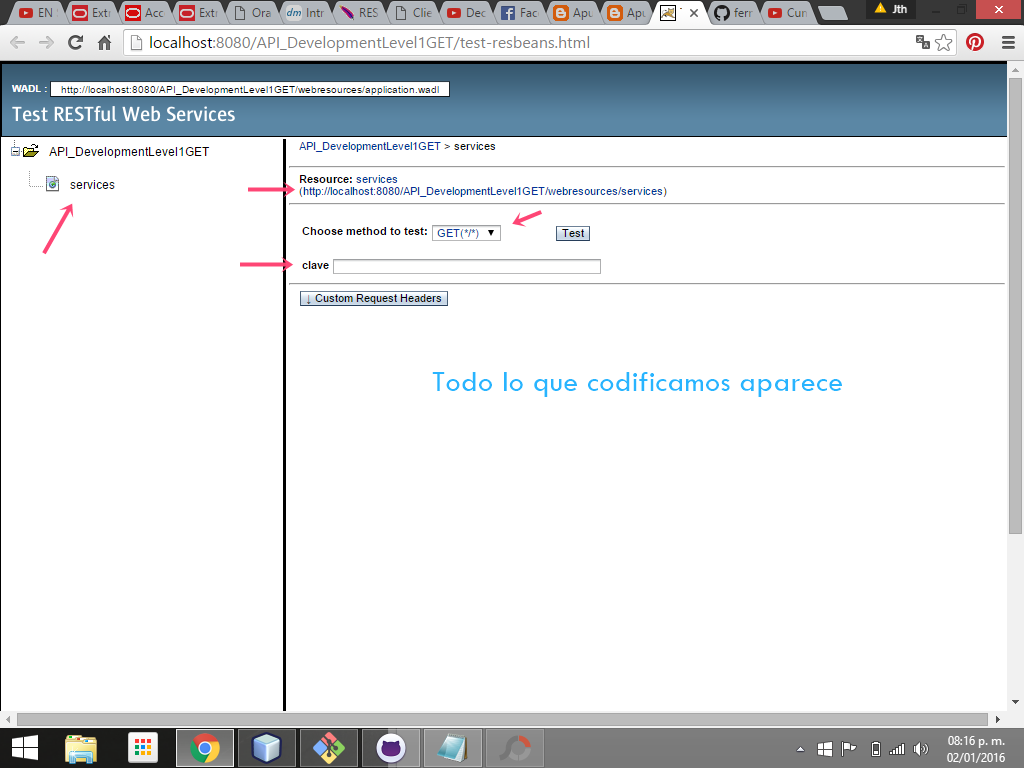 EN
Extr
Acc
Extr
Ora
Intr
RES
Clie
Dec
Fac
Apu
Apu
ferr
Cur
Jth
localhost:8080/API_DevelopmentLevel1GET/test-resbeans.html
WADL : http://localhost:8080/API_DevelopmentLevel1GET/webresources/application.wadl
Test RESTful Web Services
API_DevelopmentLevel1GET
services
API_DevelopmentLevel1GET > services
Resource: services
(http://localhost:8080/API_DevelopmentLevel1GET/webresources/services)
Choose method to test: GET(*/*) Test
clave
↓ Custom Request Headers
Todo lo que codificamos aparece
08:16 p. m.
02/01/2016